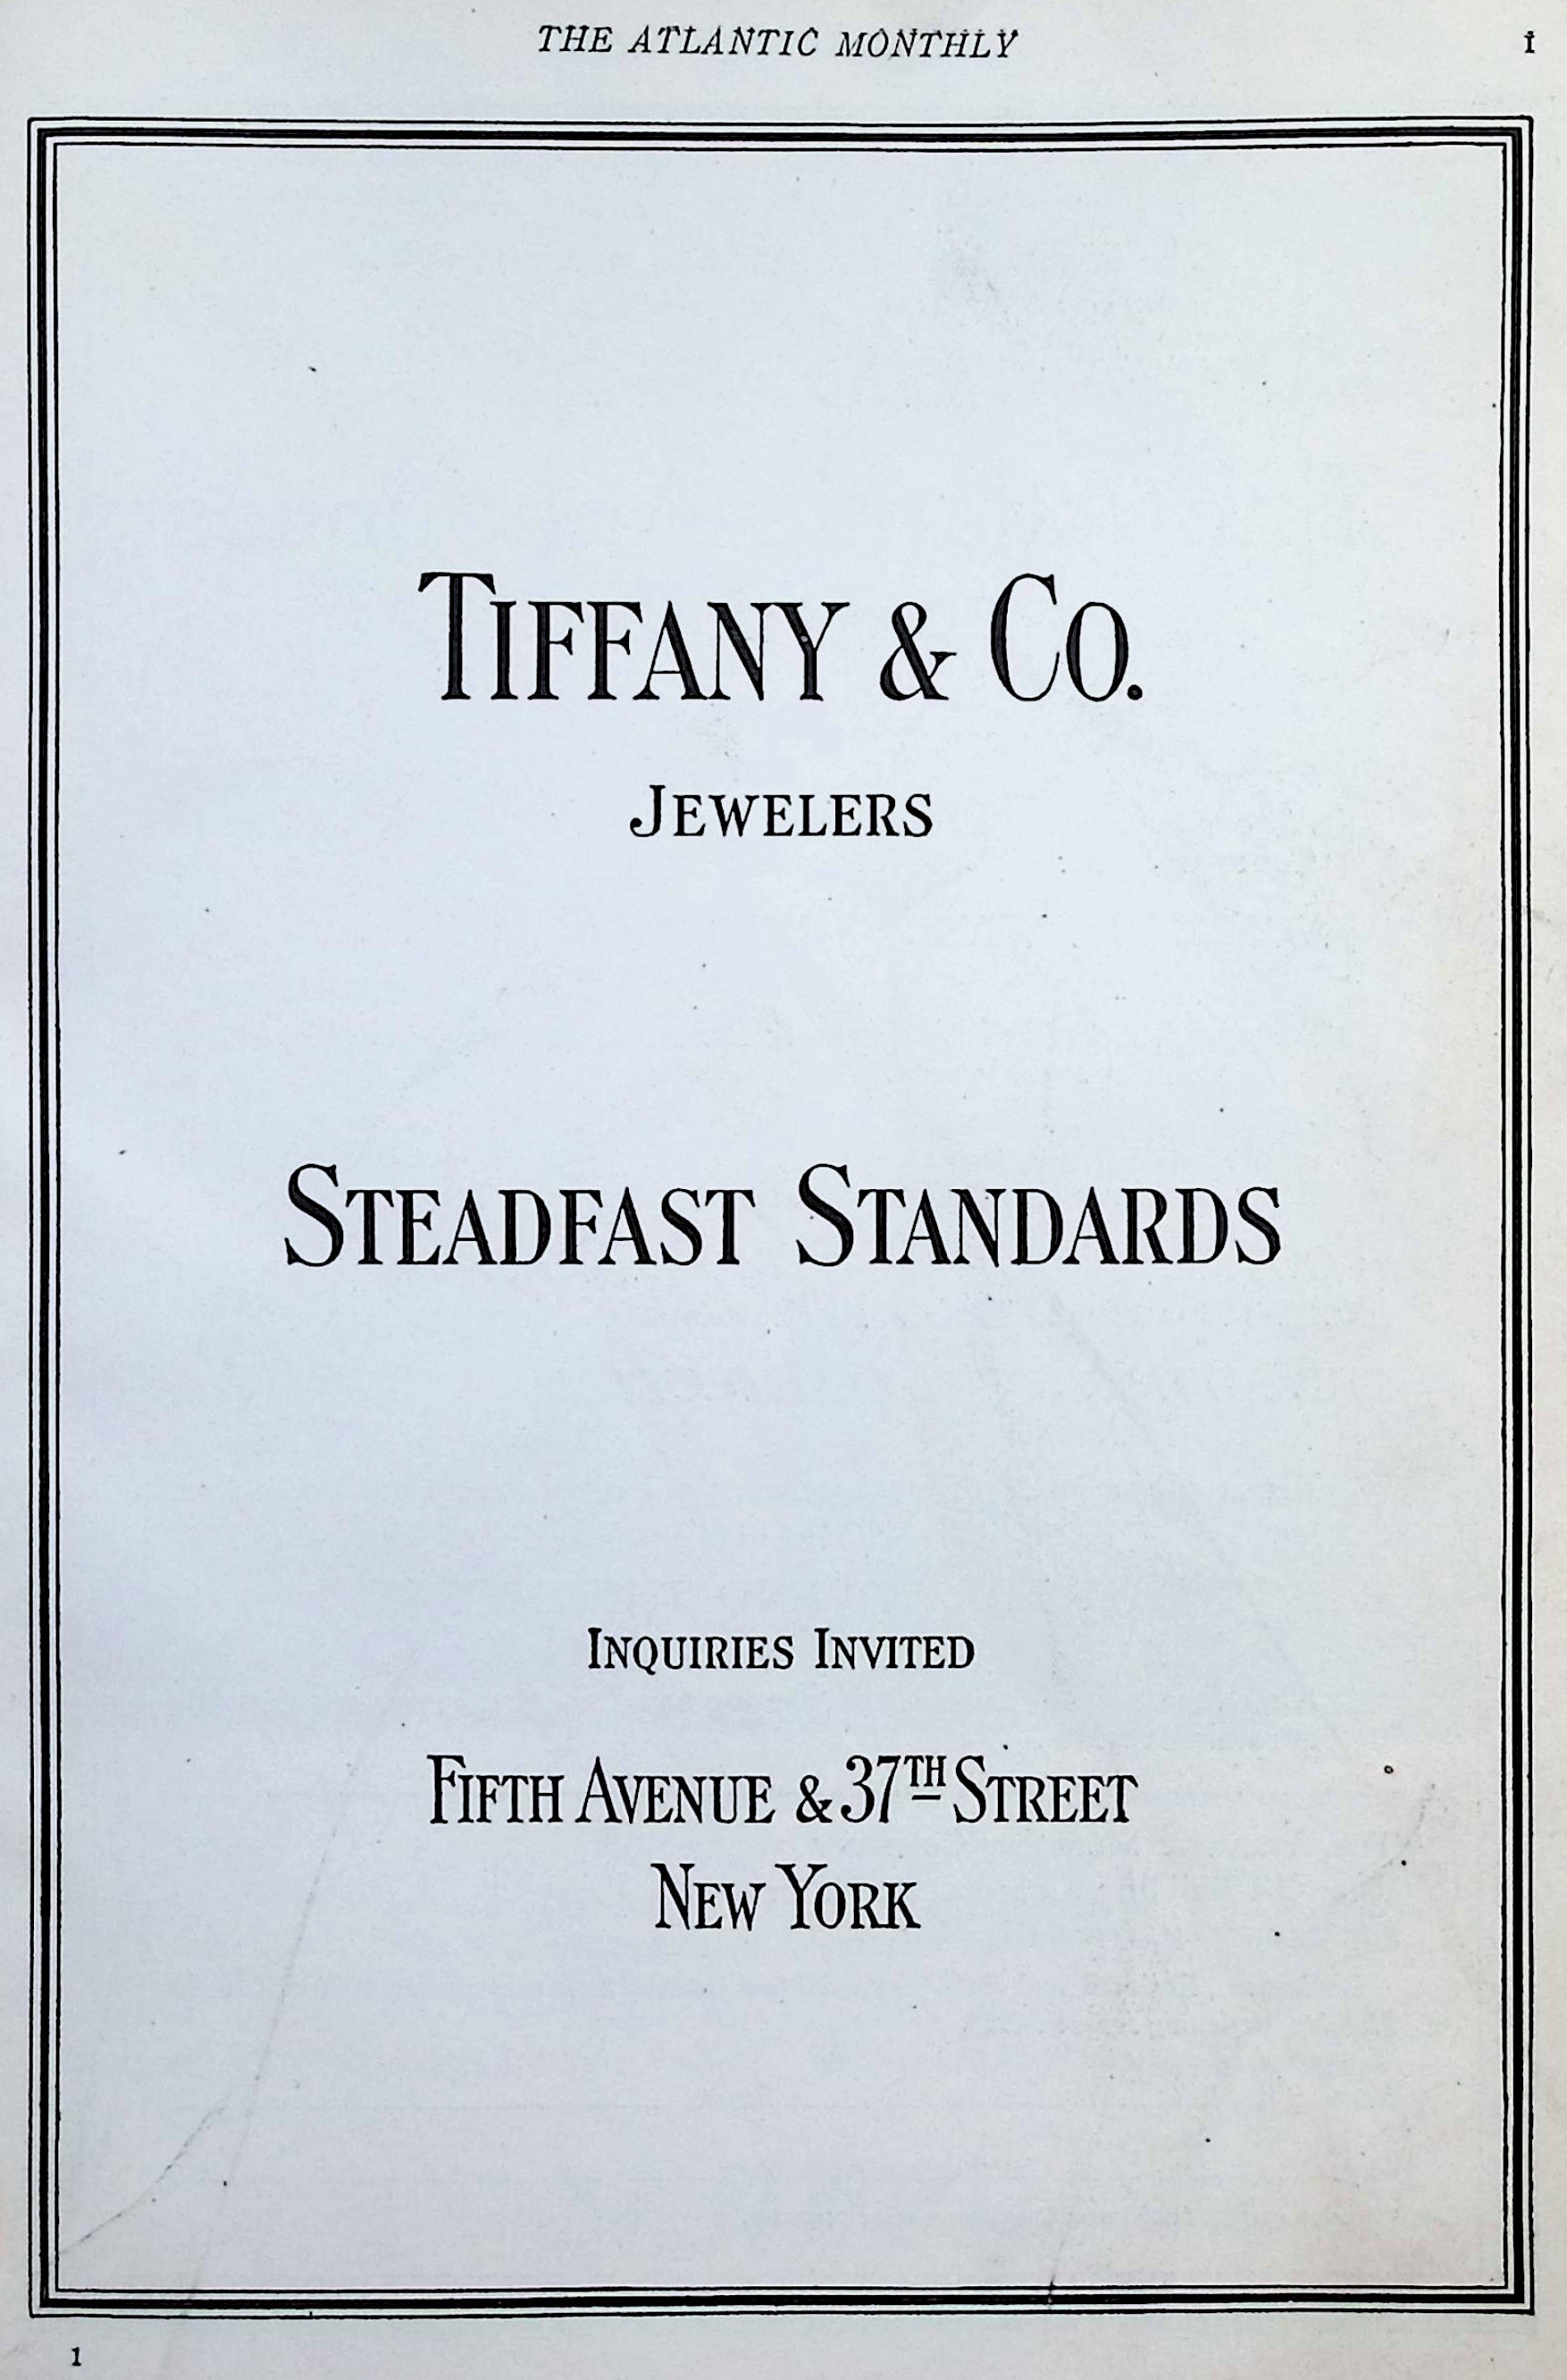 THE ATLANTIC MONTHLY i
TIFFANY & CO.
JEWELERS
STEADFAST STANDARDS
INQUIRIES INVITED
FIFTH AVENUE & 37TH STREET
NEW YORK
1